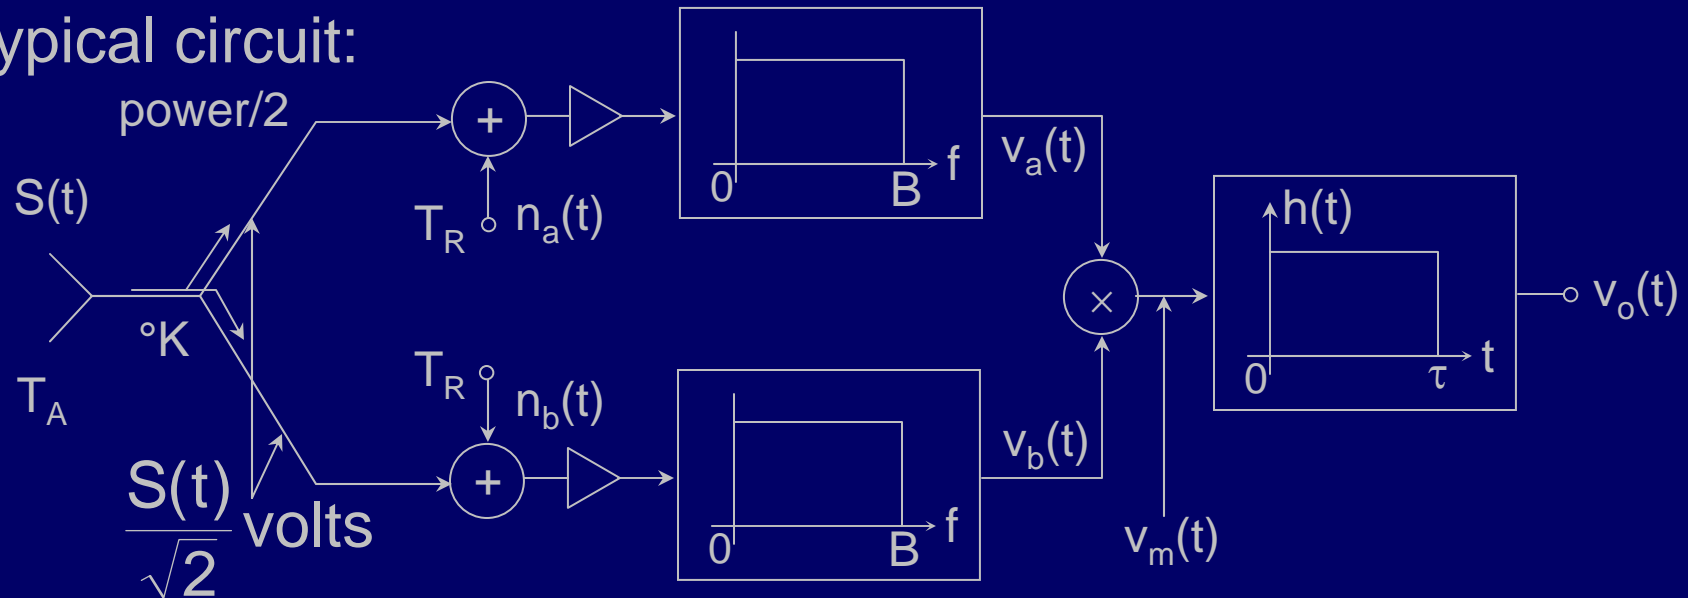 ypical circuit:
power/2
S(t)
°K
T_A
S(t)/√2 volts
+
T_R n_a(t)
0 B f
v_a(t)
T_R n_b(t)
+
0 B f
v_b(t)
×
v_m(t)
h(t)
0 τ t
v_o(t)